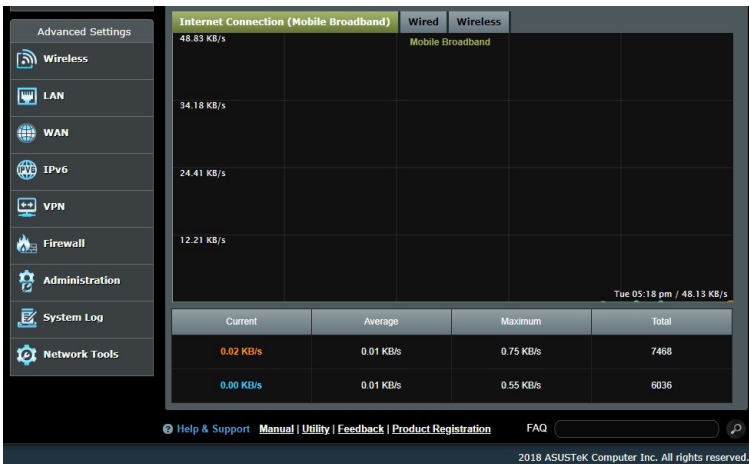 Advanced Settings
Wireless
LAN
WAN
IPv6
VPN
Firewall
Administration
System Log
Network Tools
Internet Connection (Mobile Broadband) Wired Wireless
48.83 KB/s Mobile Broadband
34.18 KB/s
24.41 KB/s
12.21 KB/s
Tue 05:18 pm / 48.13 KB/s
Current Average Maximum Total
0.02 KB/s 0.01 KB/s 0.75 KB/s 7468
0.00 KB/s 0.01 KB/s 0.55 KB/s 6036
Help & Support Manual | Utility | Feedback | Product Registration FAQ
2018 ASUSTeK Computer Inc. All rights reserved.